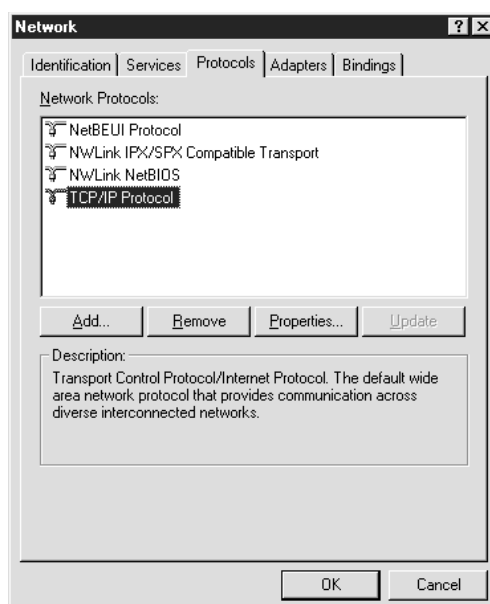 Network
Identification Services Protocols Adapters Bindings
Network Protocols:
NetBEUI Protocol
NWLink IPX/SPX Compatible Transport
NWLink NetBIOS
TCP/IP Protocol
Add... Remove Properties... Update
Description:
Transport Control Protocol/Internet Protocol. The default wide
area network protocol that provides communication across
diverse interconnected networks.
OK Cancel